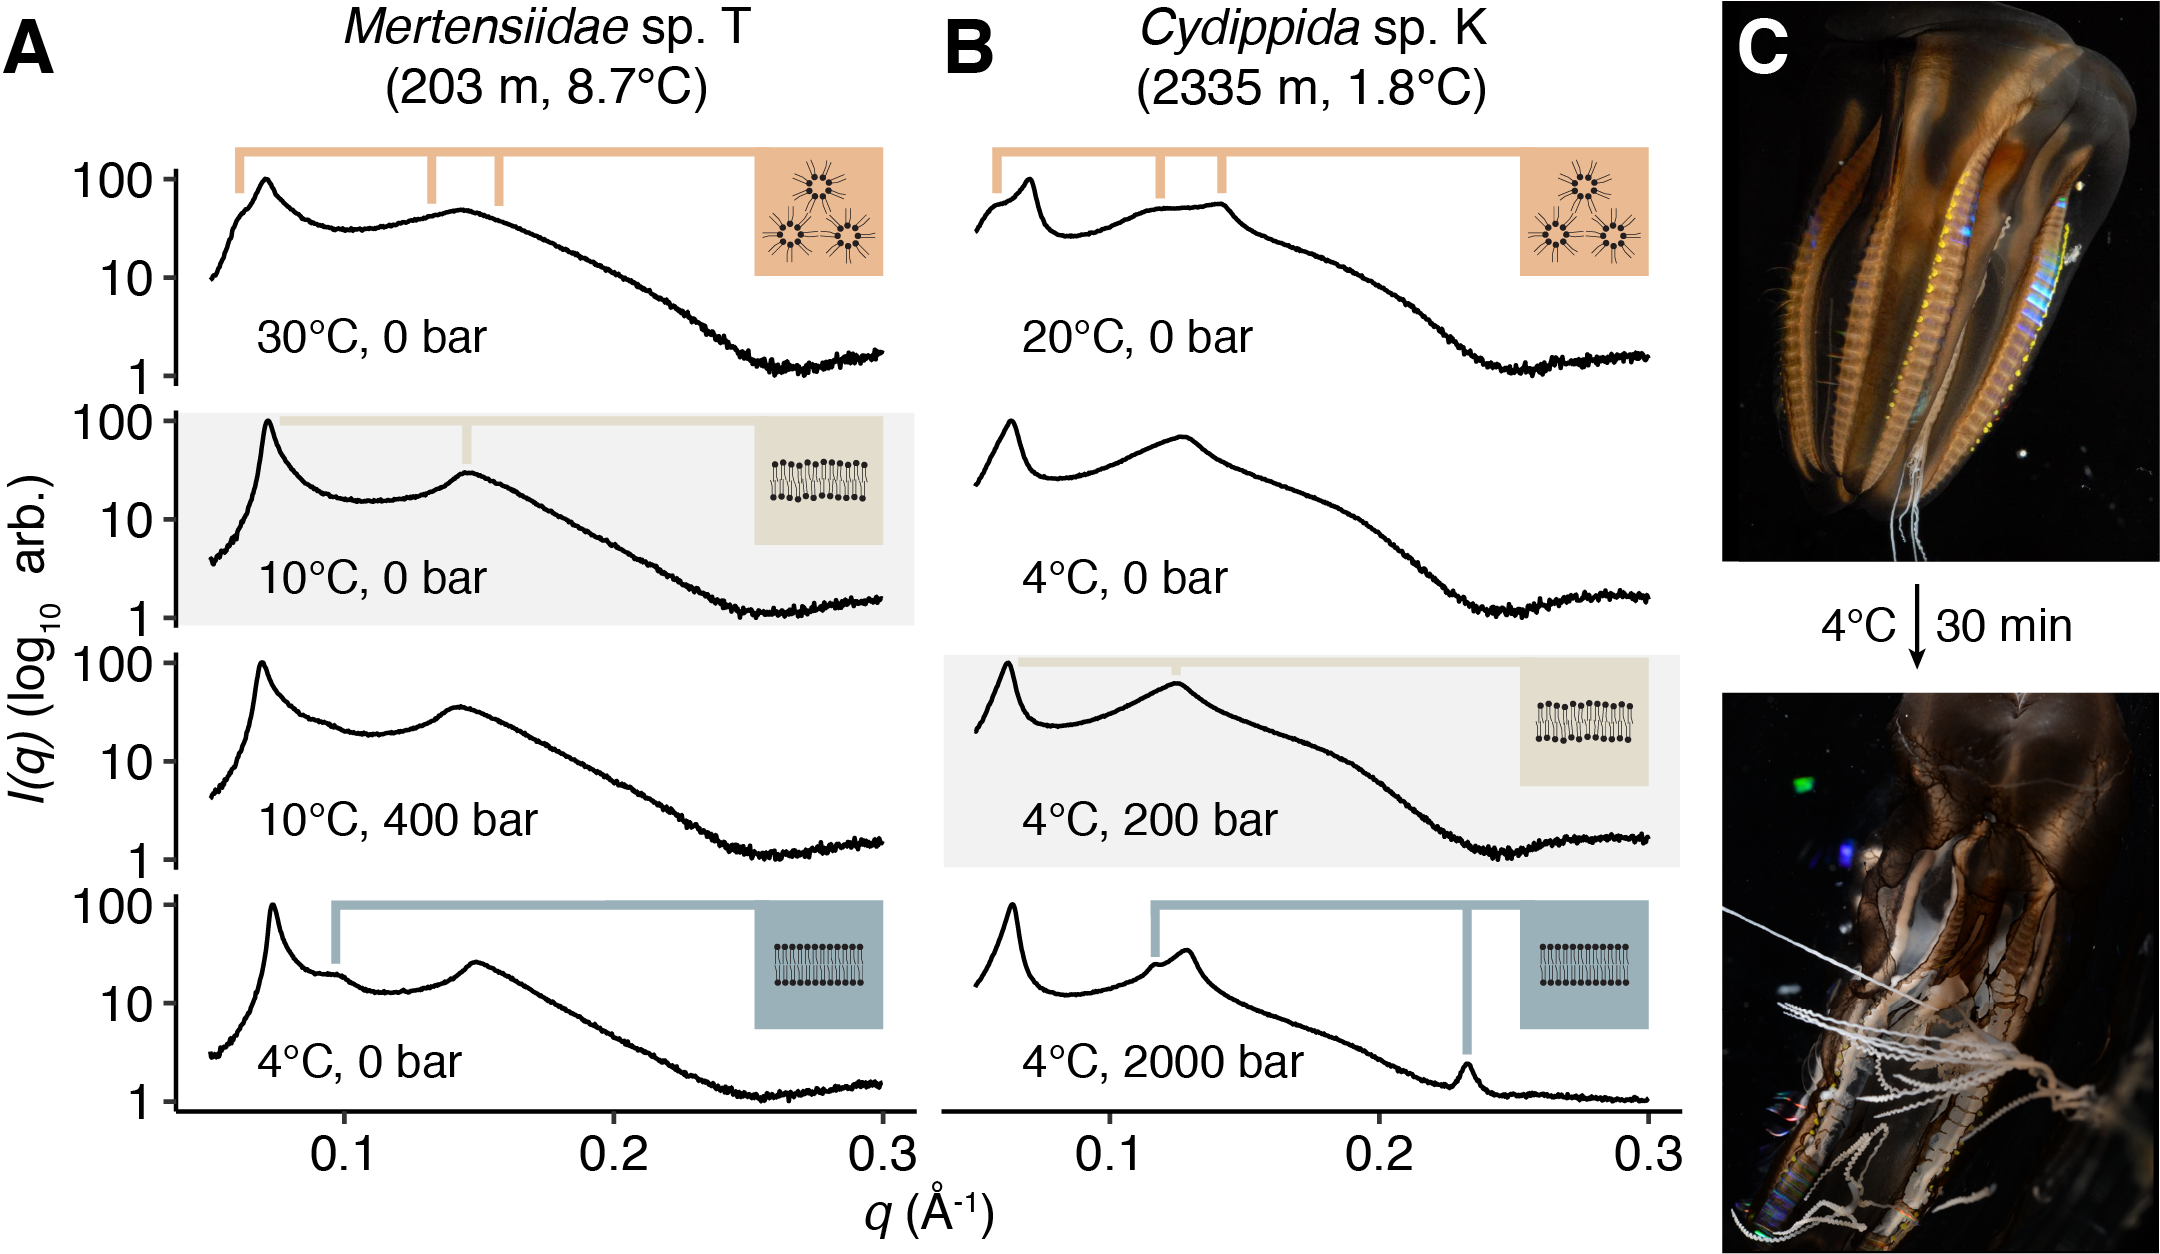 A
Mertensiidae sp. T
(203 m, 8.7°C)
B
Cydippida sp. K
(2335 m, 1.8°C)
C
I(q) (log10 arb.)
100
10
1
30°C, 0 bar
100
10
1
10°C, 0 bar
100
10
1
10°C, 400 bar
100
10
1
4°C, 0 bar
0.1
0.2
0.3
20°C, 0 bar
4°C, 0 bar
4°C, 200 bar
4°C, 2000 bar
0.1
0.2
0.3
q (Å-1)
4°C
30 min